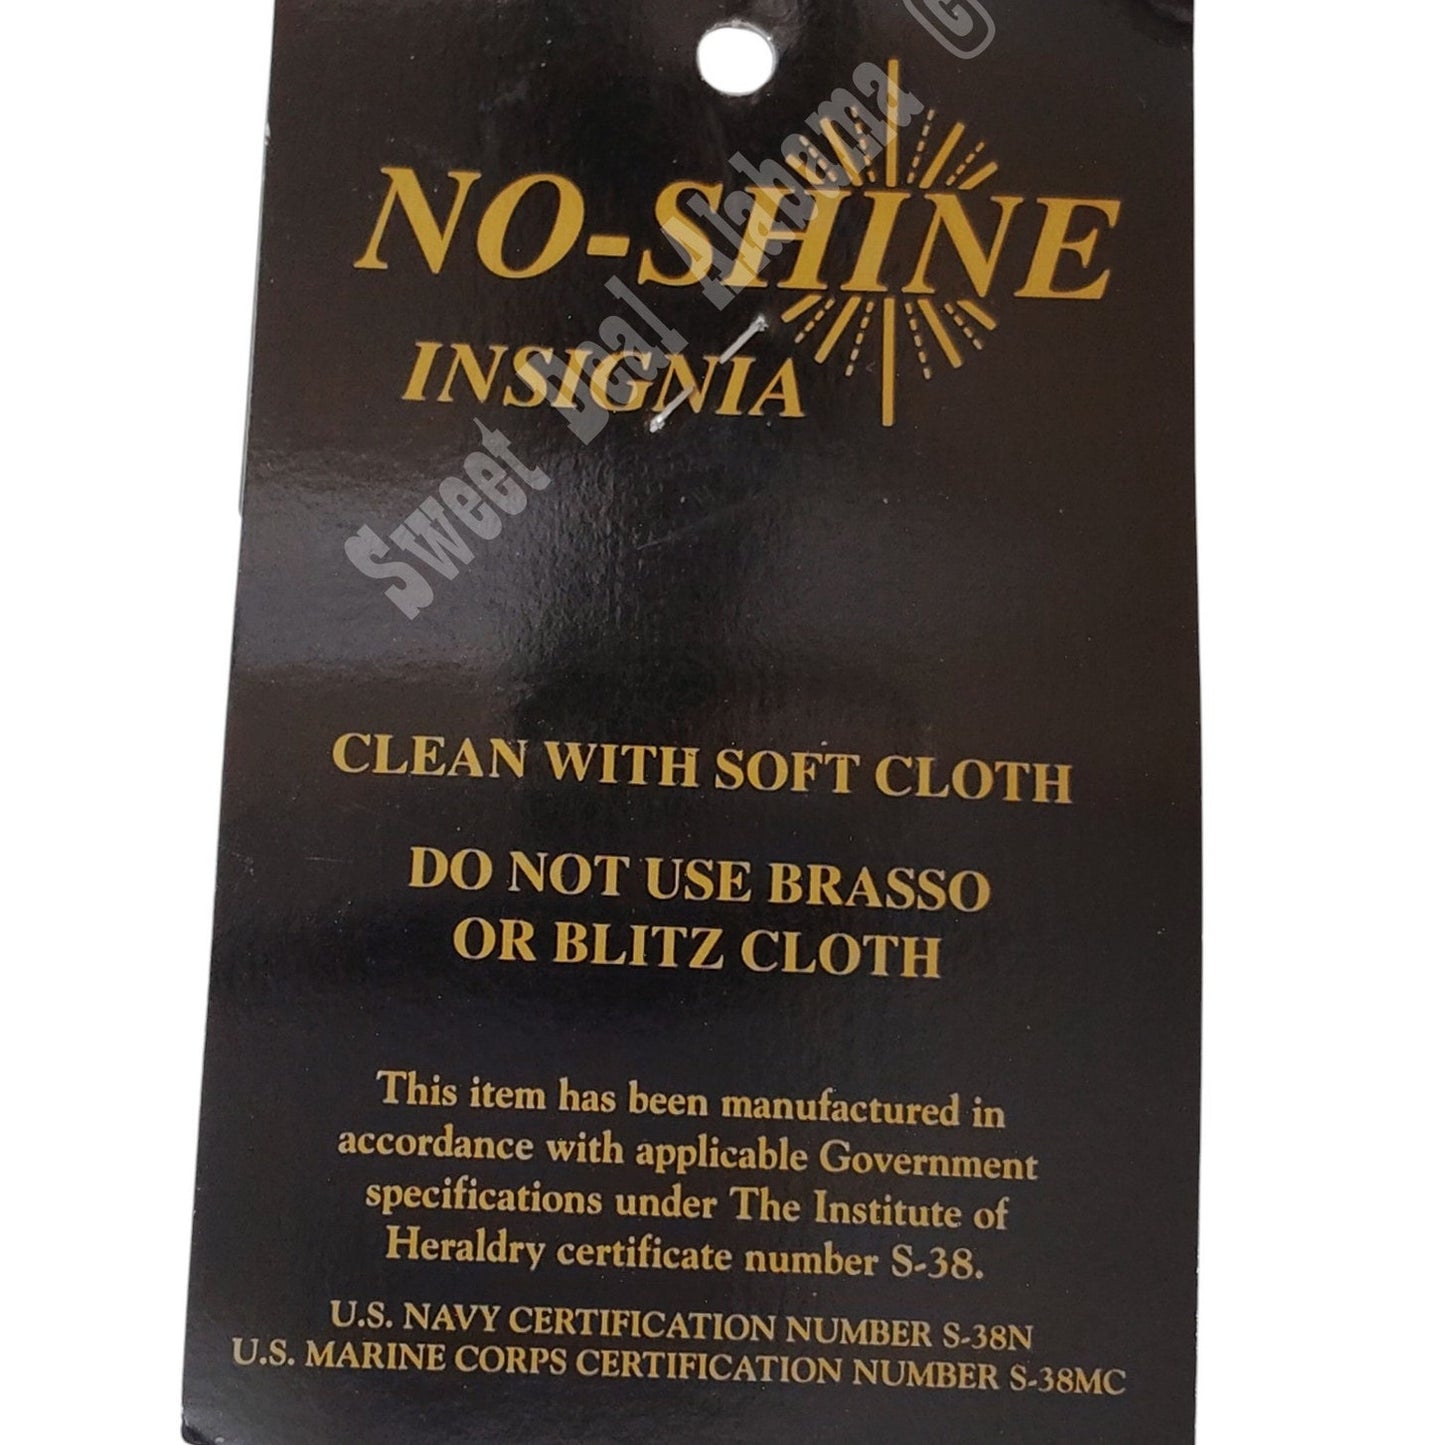 NO-SHINE
INSIGNIA
Sweet Deal Alabama ©
CLEAN WITH SOFT CLOTH
DO NOT USE BRASSO
OR BLITZ CLOTH
This item has been manufactured in
accordance with applicable Government
specifications under The Institute of
Heraldry certificate number S-38.
U.S. NAVY CERTIFICATION NUMBER S-38N
U.S. MARINE CORPS CERTIFICATION NUMBER S-38MC